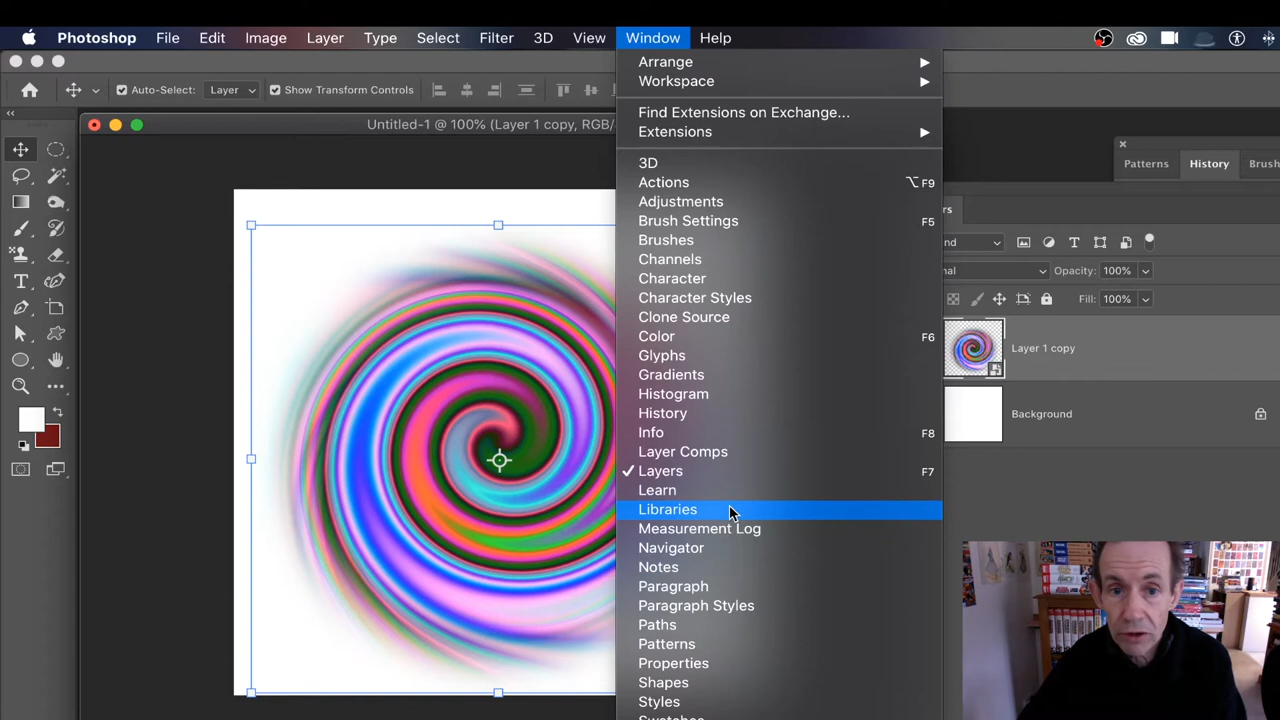 Photoshop File Edit Image Layer Type Select Filter 3D View Window Help
Auto-Select: Layer Show Transform Controls
Untitled-1 @ 100% (Layer 1 copy, RGB/
Arrange
Workspace
Find Extensions on Exchange...
Extensions
3D
Actions ⌥F9
Adjustments
Brush Settings F5
Brushes
Channels
Character
Character Styles
Clone Source
Color F6
Glyphs
Gradients
Histogram
History
Info F8
Layer Comps
✓ Layers F7
Learn
Libraries
Measurement Log
Navigator
Notes
Paragraph
Paragraph Styles
Paths
Patterns
Properties
Shapes
Styles
Patterns History Brush
Opacity: 100%
Fill: 100%
Layer 1 copy
Background